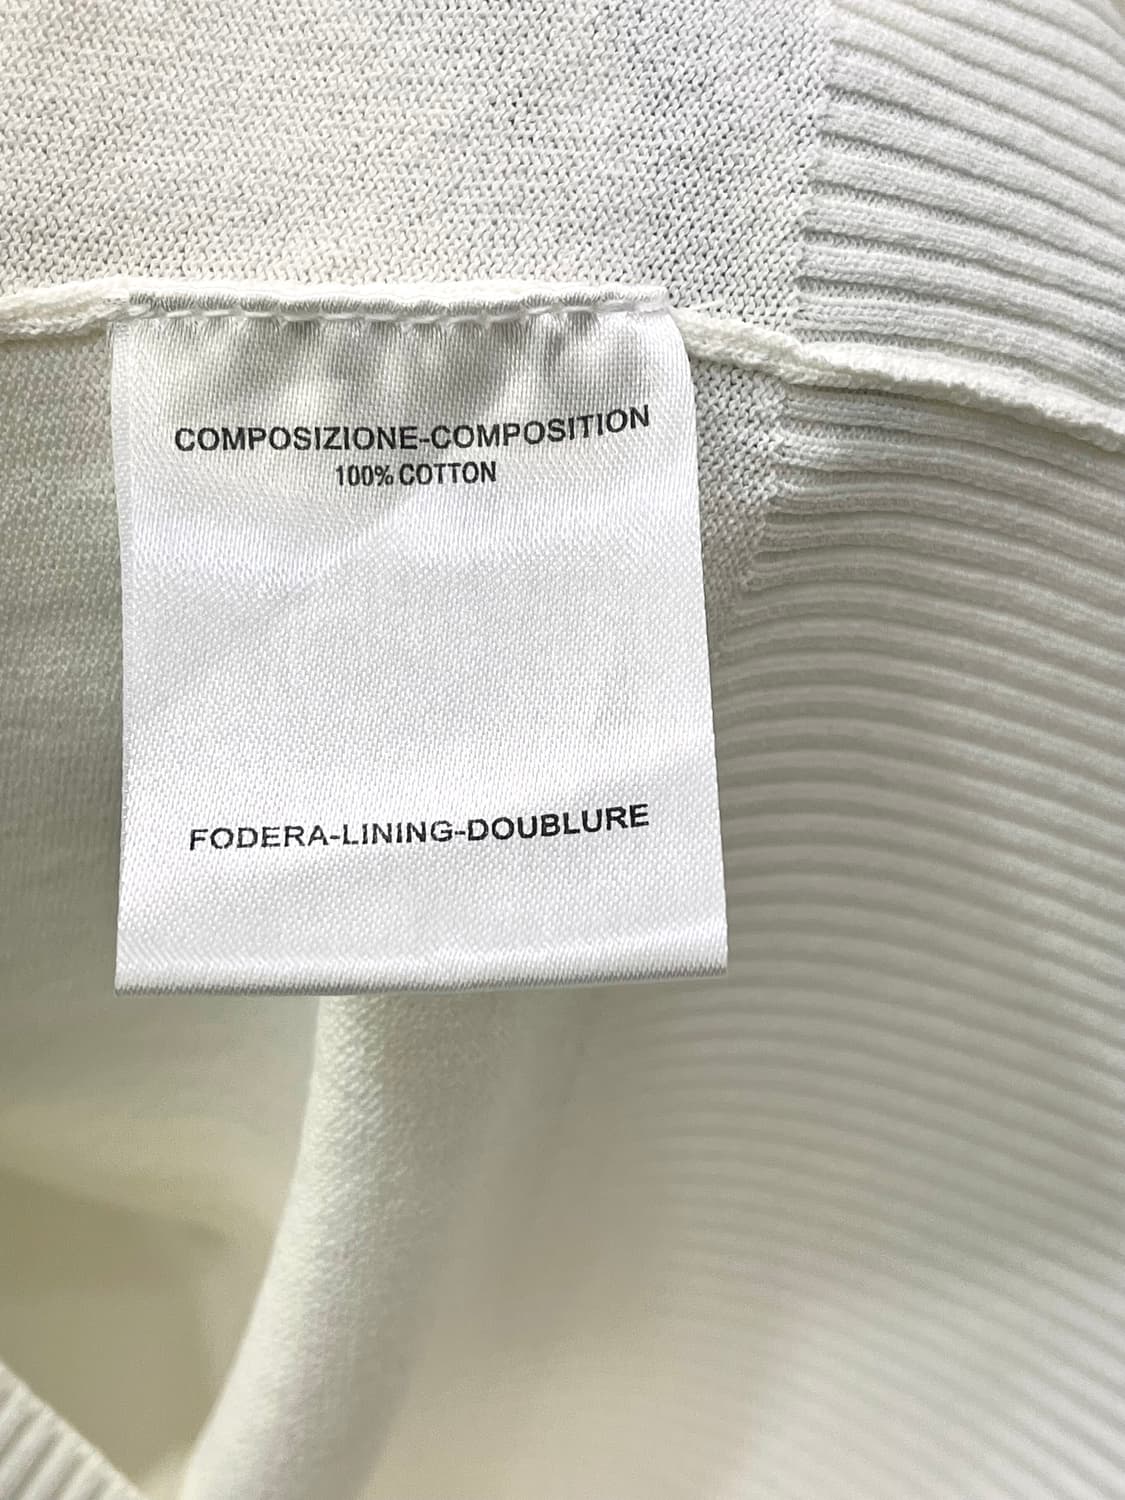 COMPOSIZIONE-COMPOSITION
100% COTTON
FODERA-LINING-DOUBLURE